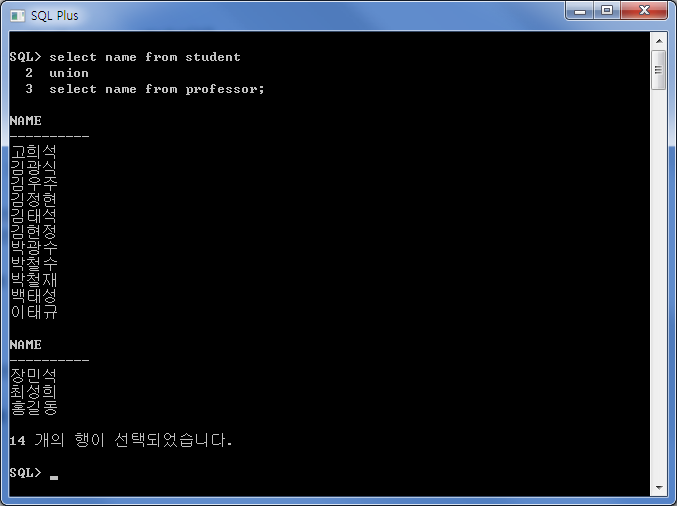 SQL Plus
SQL> select name from student
2 union
3 select name from professor;
NAME
----------
고희석
김광식
김우주
김정현
김태석
김현정
박광수
박철수
박철재
백태성
이태규
NAME
----------
장민석
최성희
홍길동
14 개의 행이 선택되었습니다.
SQL>